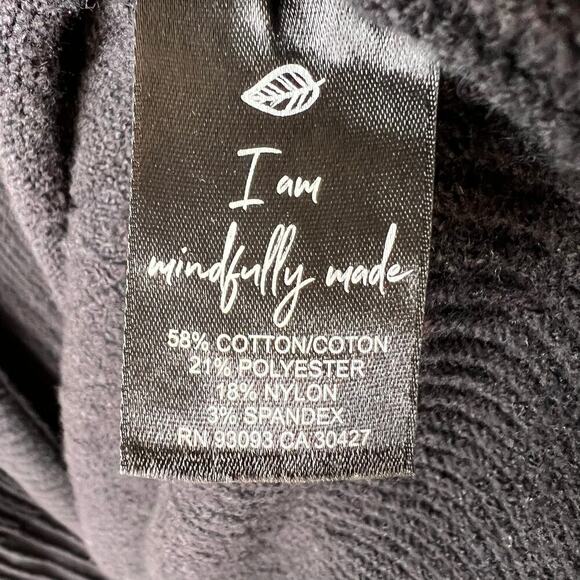 I am
mindfully made
58% COTTON/COTON
21% POLYESTER
18% NYLON
3% SPANDEX
RN 93093 CA 30427